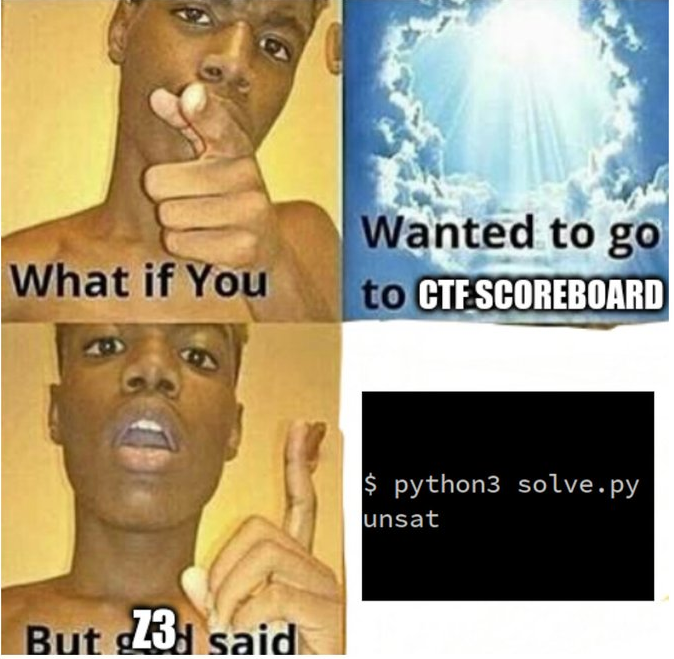 What if You
Wanted to go
to CTF SCOREBOARD
But Z3 said
$ python3 solve.py
unsat